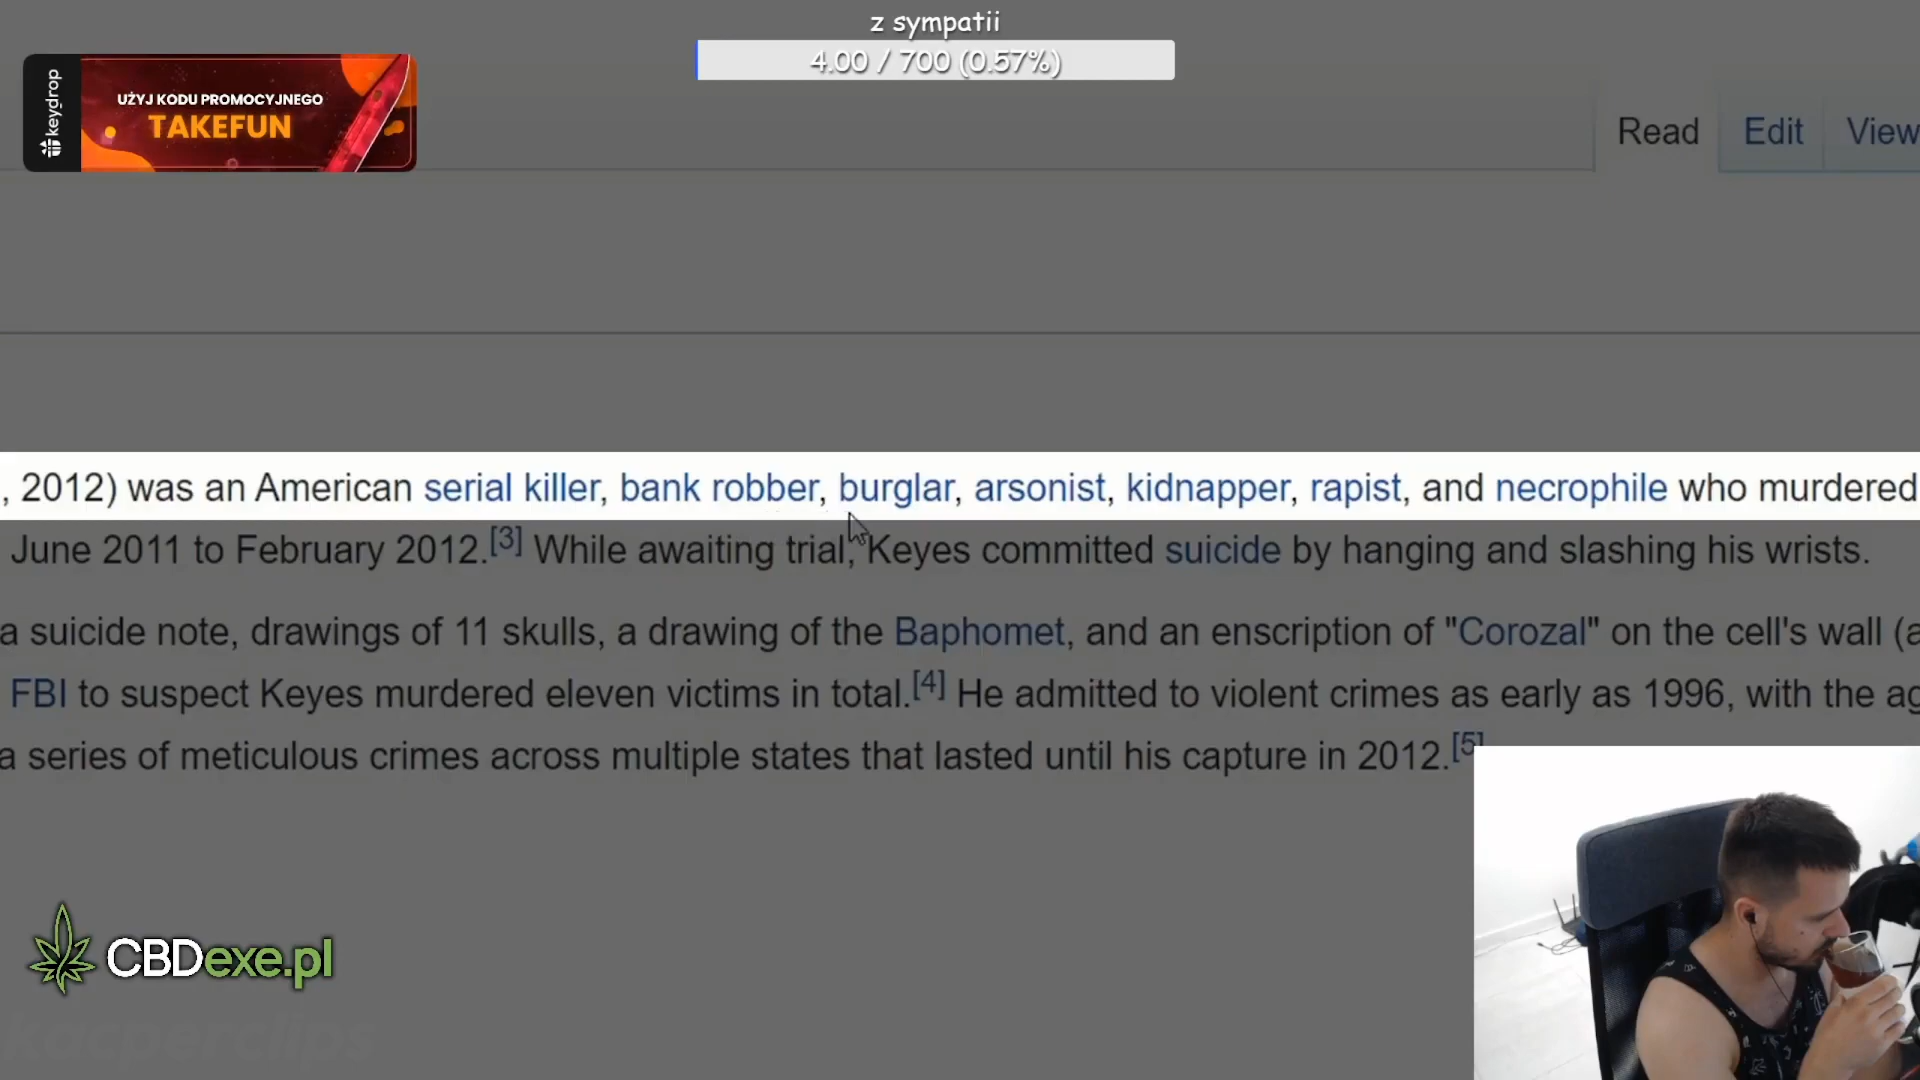 z sympatii
4.00 / 700 (0.57%)
keydrop
UŻYJ KODU PROMOCYJNEGO
TAKEFUN
Read Edit View
, 2012) was an American serial killer, bank robber, burglar, arsonist, kidnapper, rapist, and necrophile who murdered
June 2011 to February 2012.[3] While awaiting trial, Keyes committed suicide by hanging and slashing his wrists.
a suicide note, drawings of 11 skulls, a drawing of the Baphomet, and an enscription of "Corozal" on the cell's wall (a
FBI to suspect Keyes murdered eleven victims in total.[4] He admitted to violent crimes as early as 1996, with the ag
a series of meticulous crimes across multiple states that lasted until his capture in 2012.[5]
CBDexe.pl
kacperclips